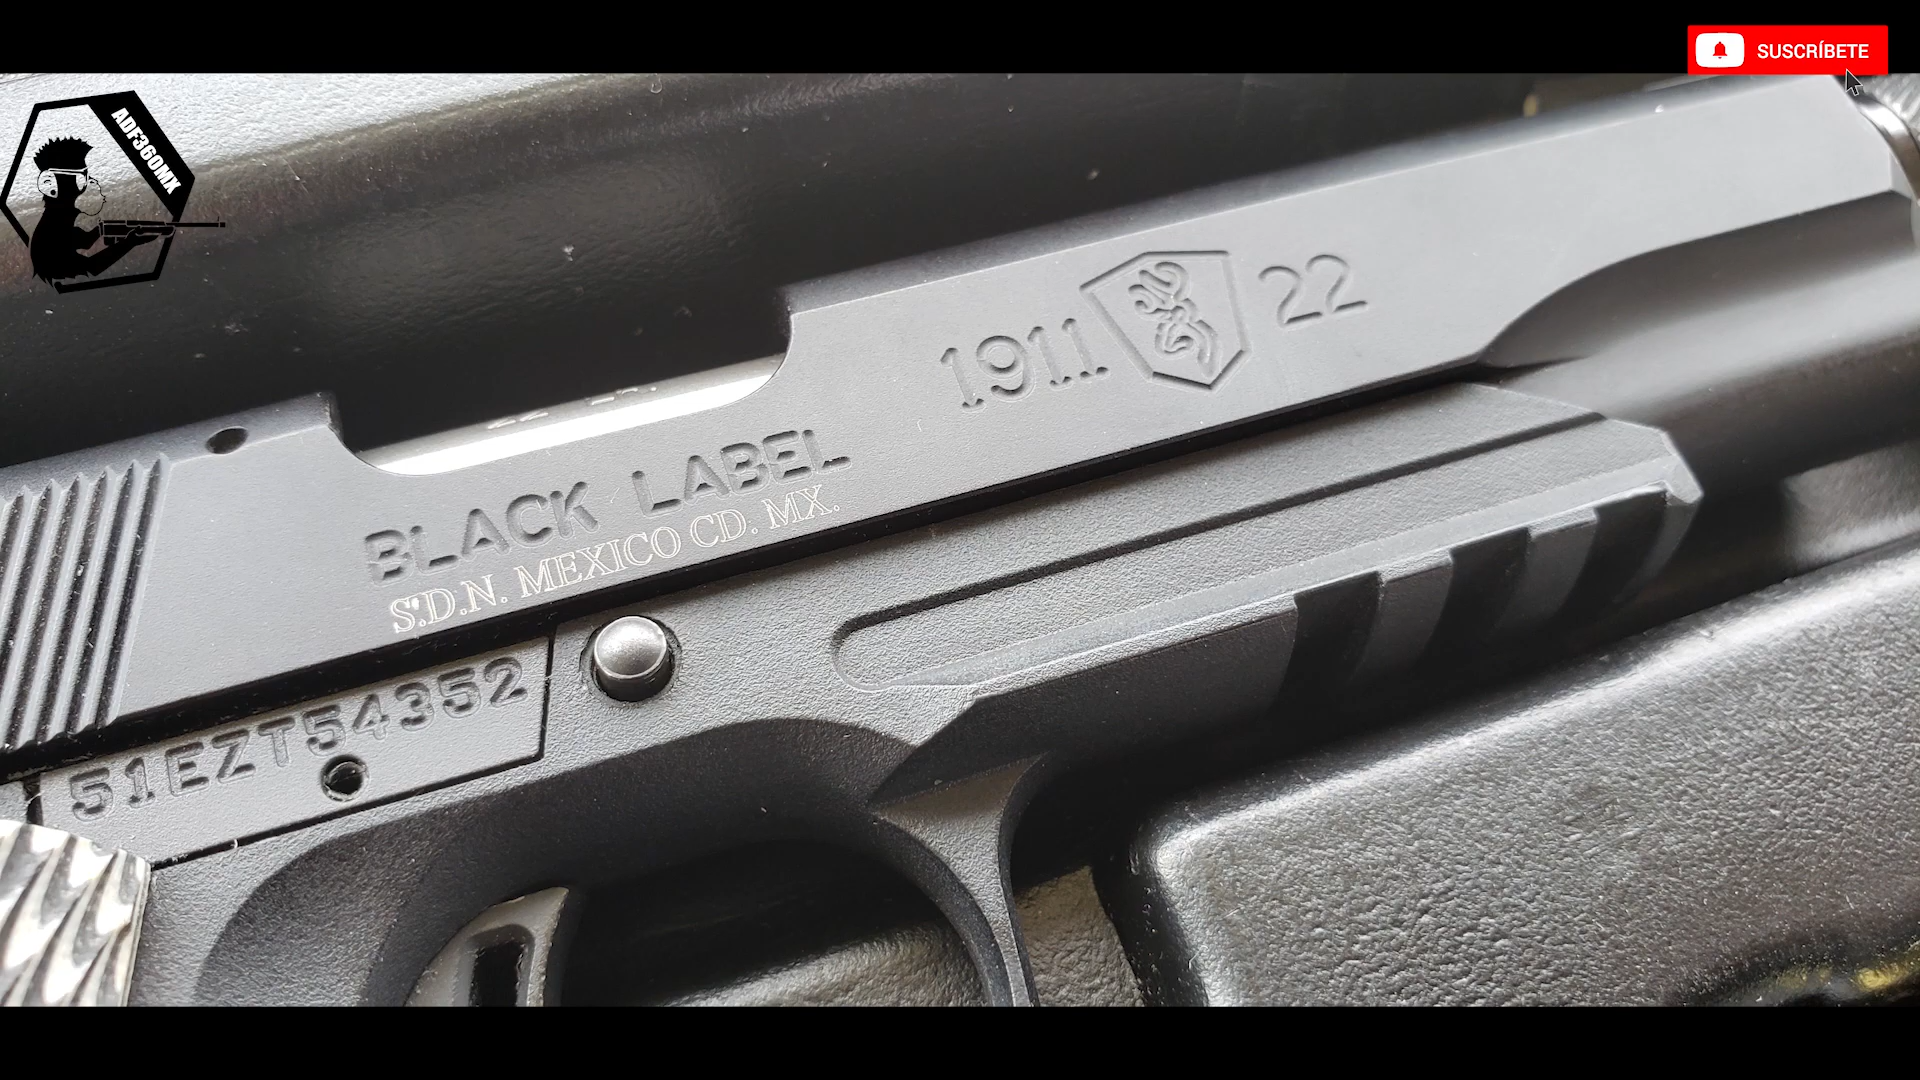 SUSCRÍBETE
ADF360MX
1911 22
BLACK LABEL
S.D.N. MEXICO CD. MX.
51EZT54352